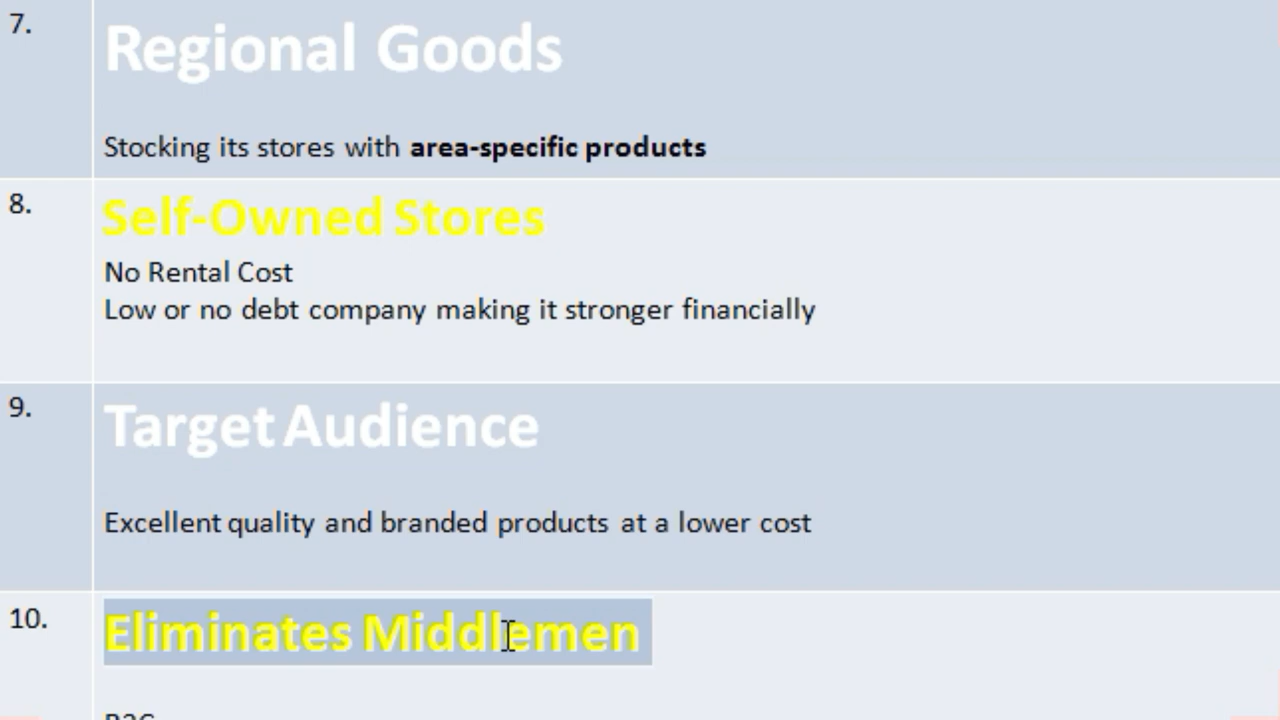 7.
Regional Goods
Stocking its stores with area-specific products
8.
Self-Owned Stores
No Rental Cost
Low or no debt company making it stronger financially
9.
Target Audience
Excellent quality and branded products at a lower cost
10.
Eliminates Middlemen